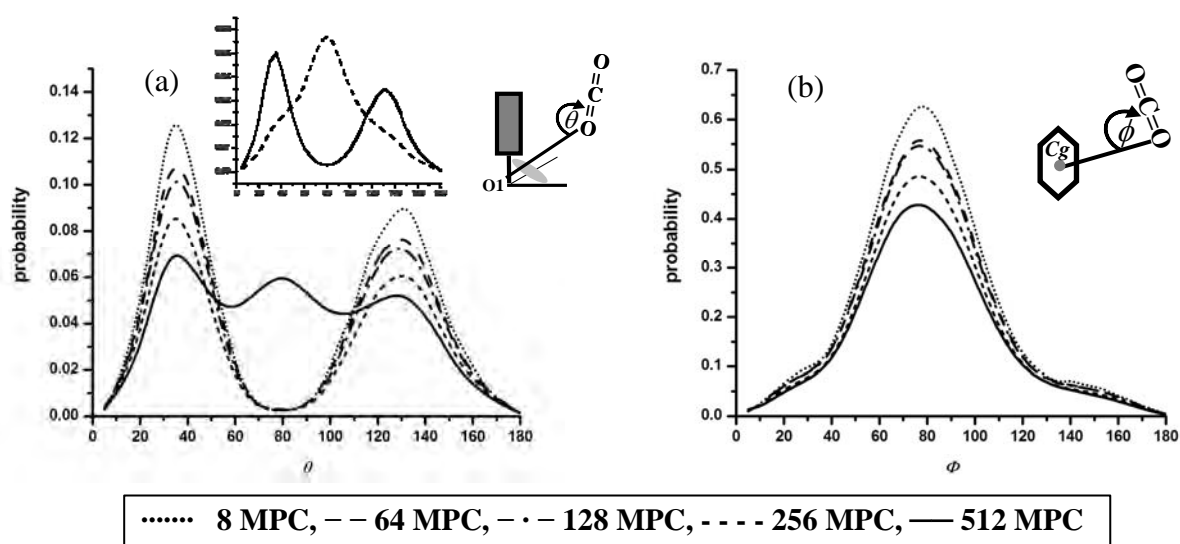 (a)
probability
0.14
0.12
0.10
0.08
0.06
0.04
0.02
0.00
0 20 40 60 80 100 120 140 160 180
θ
O
C
O
θ
O1
(b)
probability
0.7
0.6
0.5
0.4
0.3
0.2
0.1
0.0
0 20 40 60 80 100 120 140 160 180
Φ
O
C
O
ϕ
Cg
8 MPC, 64 MPC, 128 MPC, 256 MPC, 512 MPC